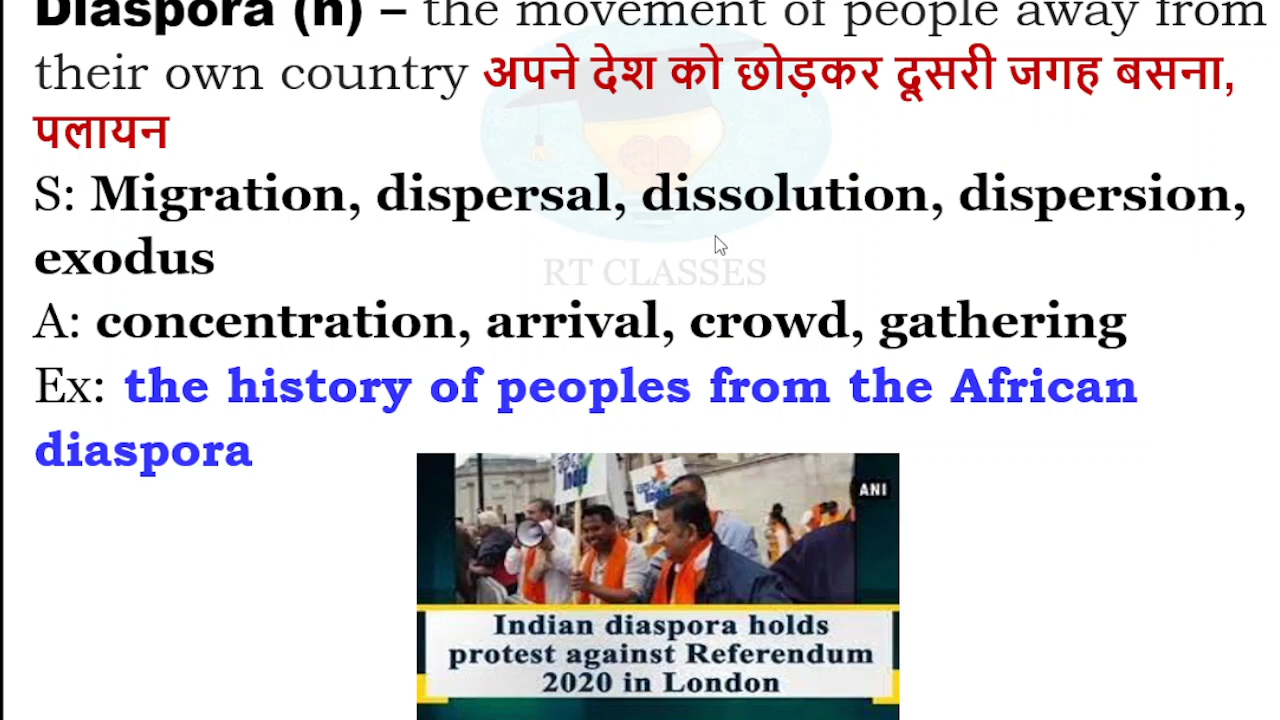 Diaspora (n) – the movement of people away from
their own country अपने देश को छोड़कर दूसरी जगह बसना,
पलायन
S: Migration, dispersal, dissolution, dispersion,
exodus
RT CLASSES
A: concentration, arrival, crowd, gathering
Ex: the history of peoples from the African
diaspora
ANI
India
Indian diaspora holds
protest against Referendum
2020 in London